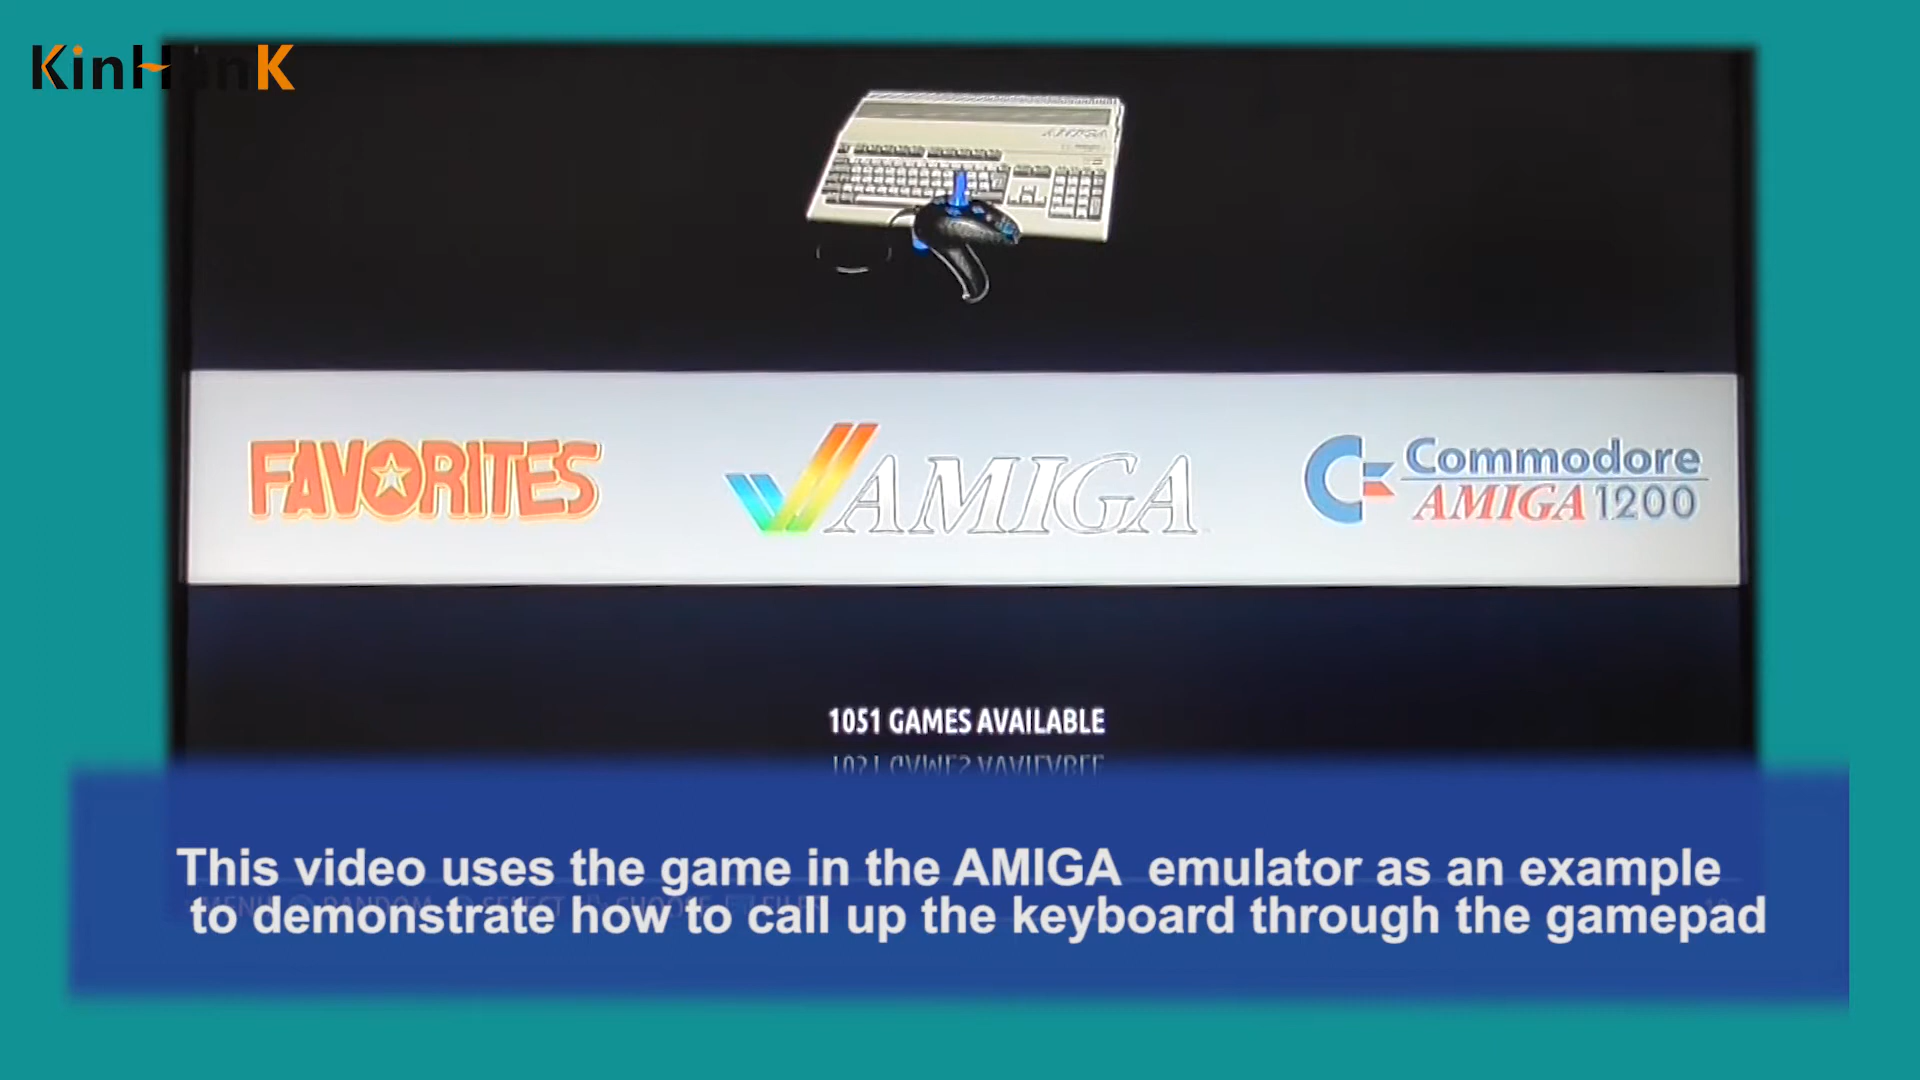 KinHanK
AMIGA
FAVORITES
AMIGA
Commodore
AMIGA 1200
1051 GAMES AVAILABLE
This video uses the game in the AMIGA emulator as an example
to demonstrate how to call up the keyboard through the gamepad